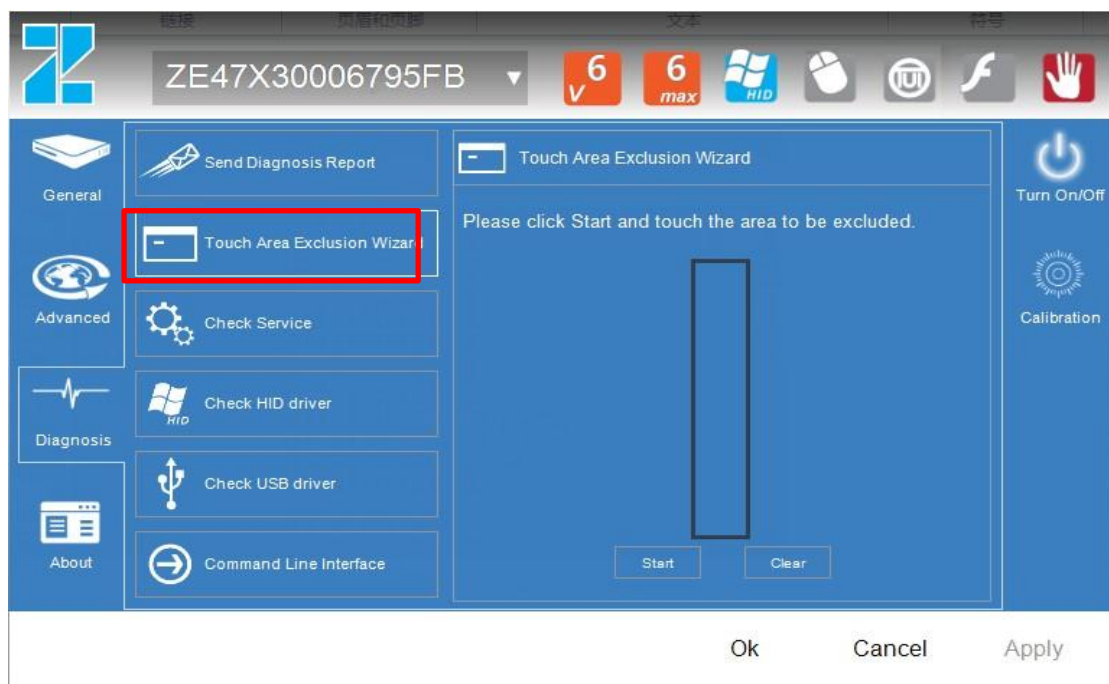 链接
页眉和页脚
文本
符号
ZE47X30006795FB
6
V
6
max
HID
General
Advanced
Diagnosis
About
Send Diagnosis Report
Touch Area Exclusion Wizard
Check Service
HID
Check HID driver
Check USB driver
Command Line Interface
Touch Area Exclusion Wizard
Please click Start and touch the area to be excluded.
Start
Clear
Turn On/Off
Calibration
Ok
Cancel
Apply